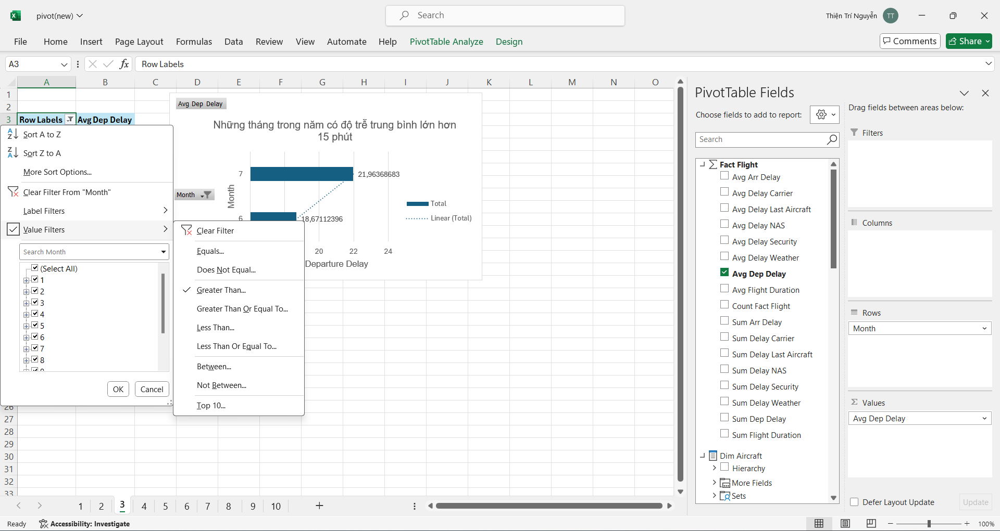 pivot(new)
Search
Thiện Trí Nguyễn
TT
File Home Insert Page Layout Formulas Data Review View Automate Help PivotTable Analyze Design
Comments
Share
A3
fx
Row Labels
A B C D E F G H I J K L M N O
1
2
3
Row Labels Avg Dep Delay
Sort A to Z
Sort Z to A
More Sort Options...
Clear Filter From "Month"
Label Filters
Value Filters
Search Month
(Select All)
1
2
3
4
5
6
7
8
OK
Cancel
Clear Filter
Equals...
Does Not Equal...
Greater Than...
Greater Than Or Equal To...
Less Than...
Less Than Or Equal To...
Between...
Not Between...
Top 10...
26
27
28
29
30
31
32
33
Avg Dep Delay
Những tháng trong năm có độ trễ trung bình lớn hơn
15 phút
7
21,96368683
Month
Month
6
18,67112396
Total
Linear (Total)
20 22 24
Departure Delay
PivotTable Fields
Choose fields to add to report:
Search
Fact Flight
Avg Arr Delay
Avg Delay Carrier
Avg Delay Last Aircraft
Avg Delay NAS
Avg Delay Security
Avg Delay Weather
Avg Dep Delay
Avg Flight Duration
Count Fact Flight
Sum Arr Delay
Sum Delay Carrier
Sum Delay Last Aircraft
Sum Delay NAS
Sum Delay Security
Sum Delay Weather
Sum Dep Delay
Sum Flight Duration
Dim Aircraft
Hierarchy
More Fields
Sets
Drag fields between areas below:
Filters
Columns
Rows
Month
Values
Avg Dep Delay
Defer Layout Update
Update
1 2 3 4 5 6 7 8 9 10
Ready
Accessibility: Investigate
100%